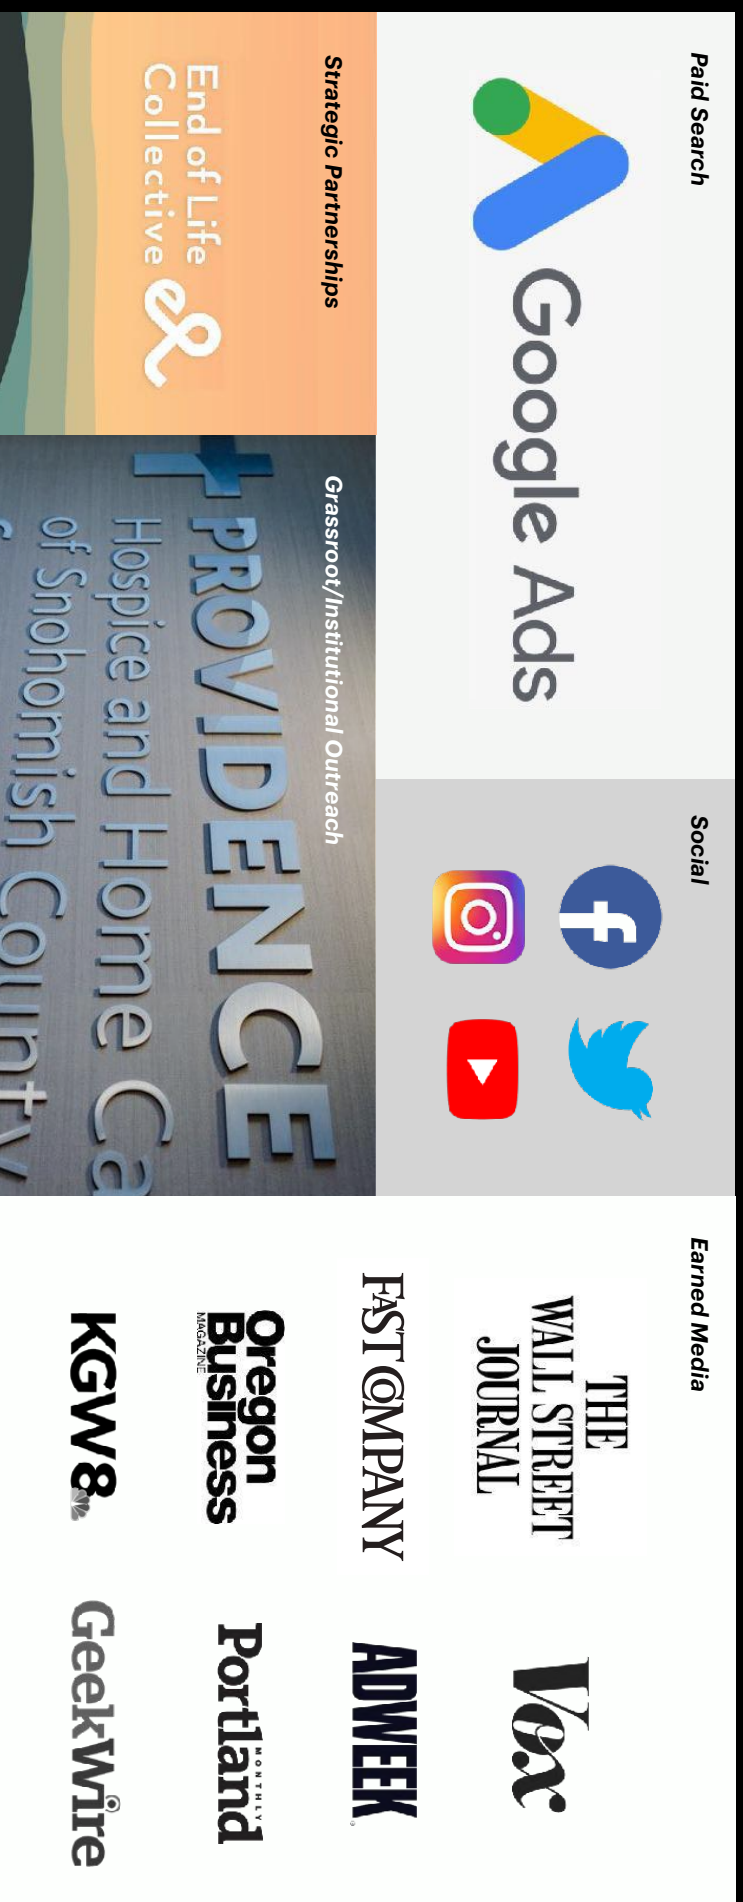 Paid Search
Google Ads
Social
Strategic Partnerships
End of Life
Collective
Grassroot/Institutional Outreach
PROVIDENCE
Hospice and Home Ca
of Snohomish County
Earned Media
THE
WALL STREET
JOURNAL
Vox
FAST COMPANY
ADWEEK
Oregon
Business
MAGAZINE
Portland
MONTHLY
KGW8
GeekWire